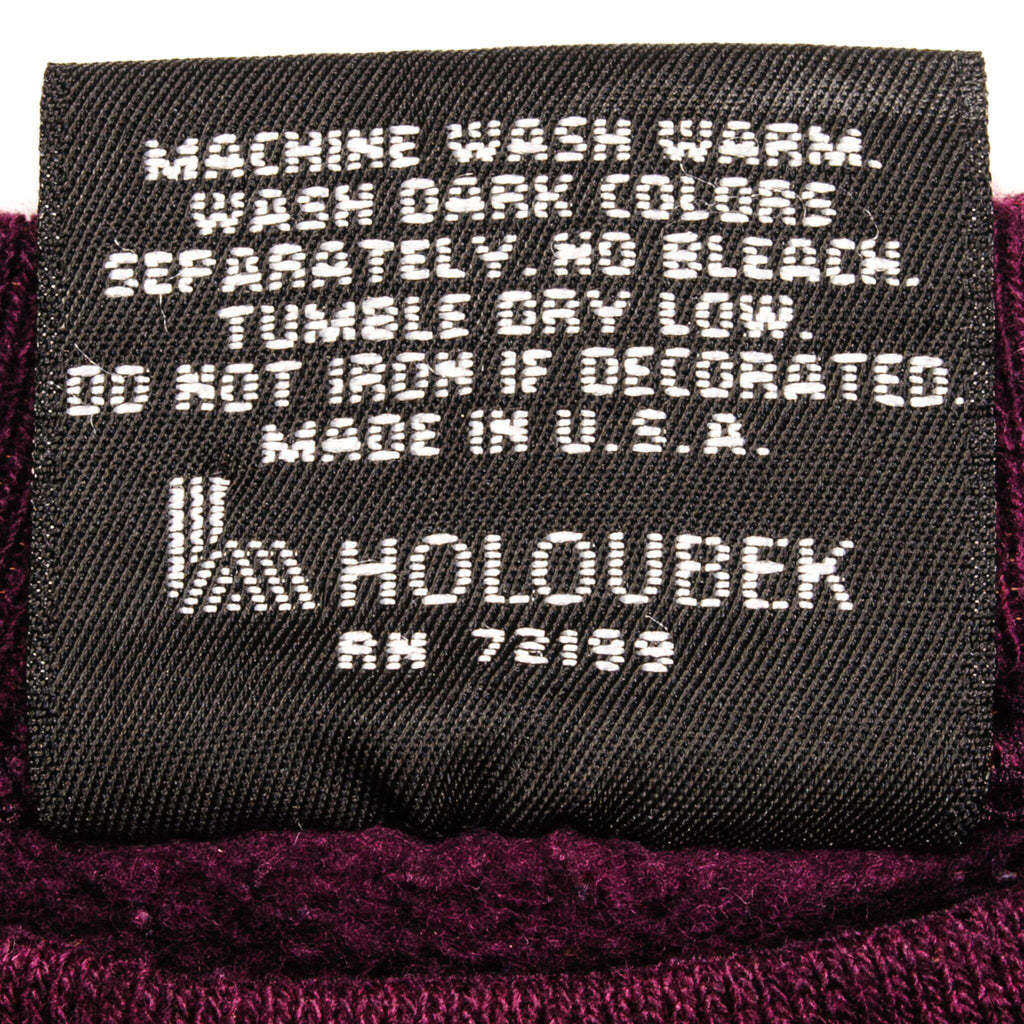 MACHINE WASH WARM.
WASH DARK COLORS
SEPARATELY. NO BLEACH.
TUMBLE DRY LOW.
DO NOT IRON IF DECORATED.
MADE IN U.S.A.
HOLOUBEK
RN 72199